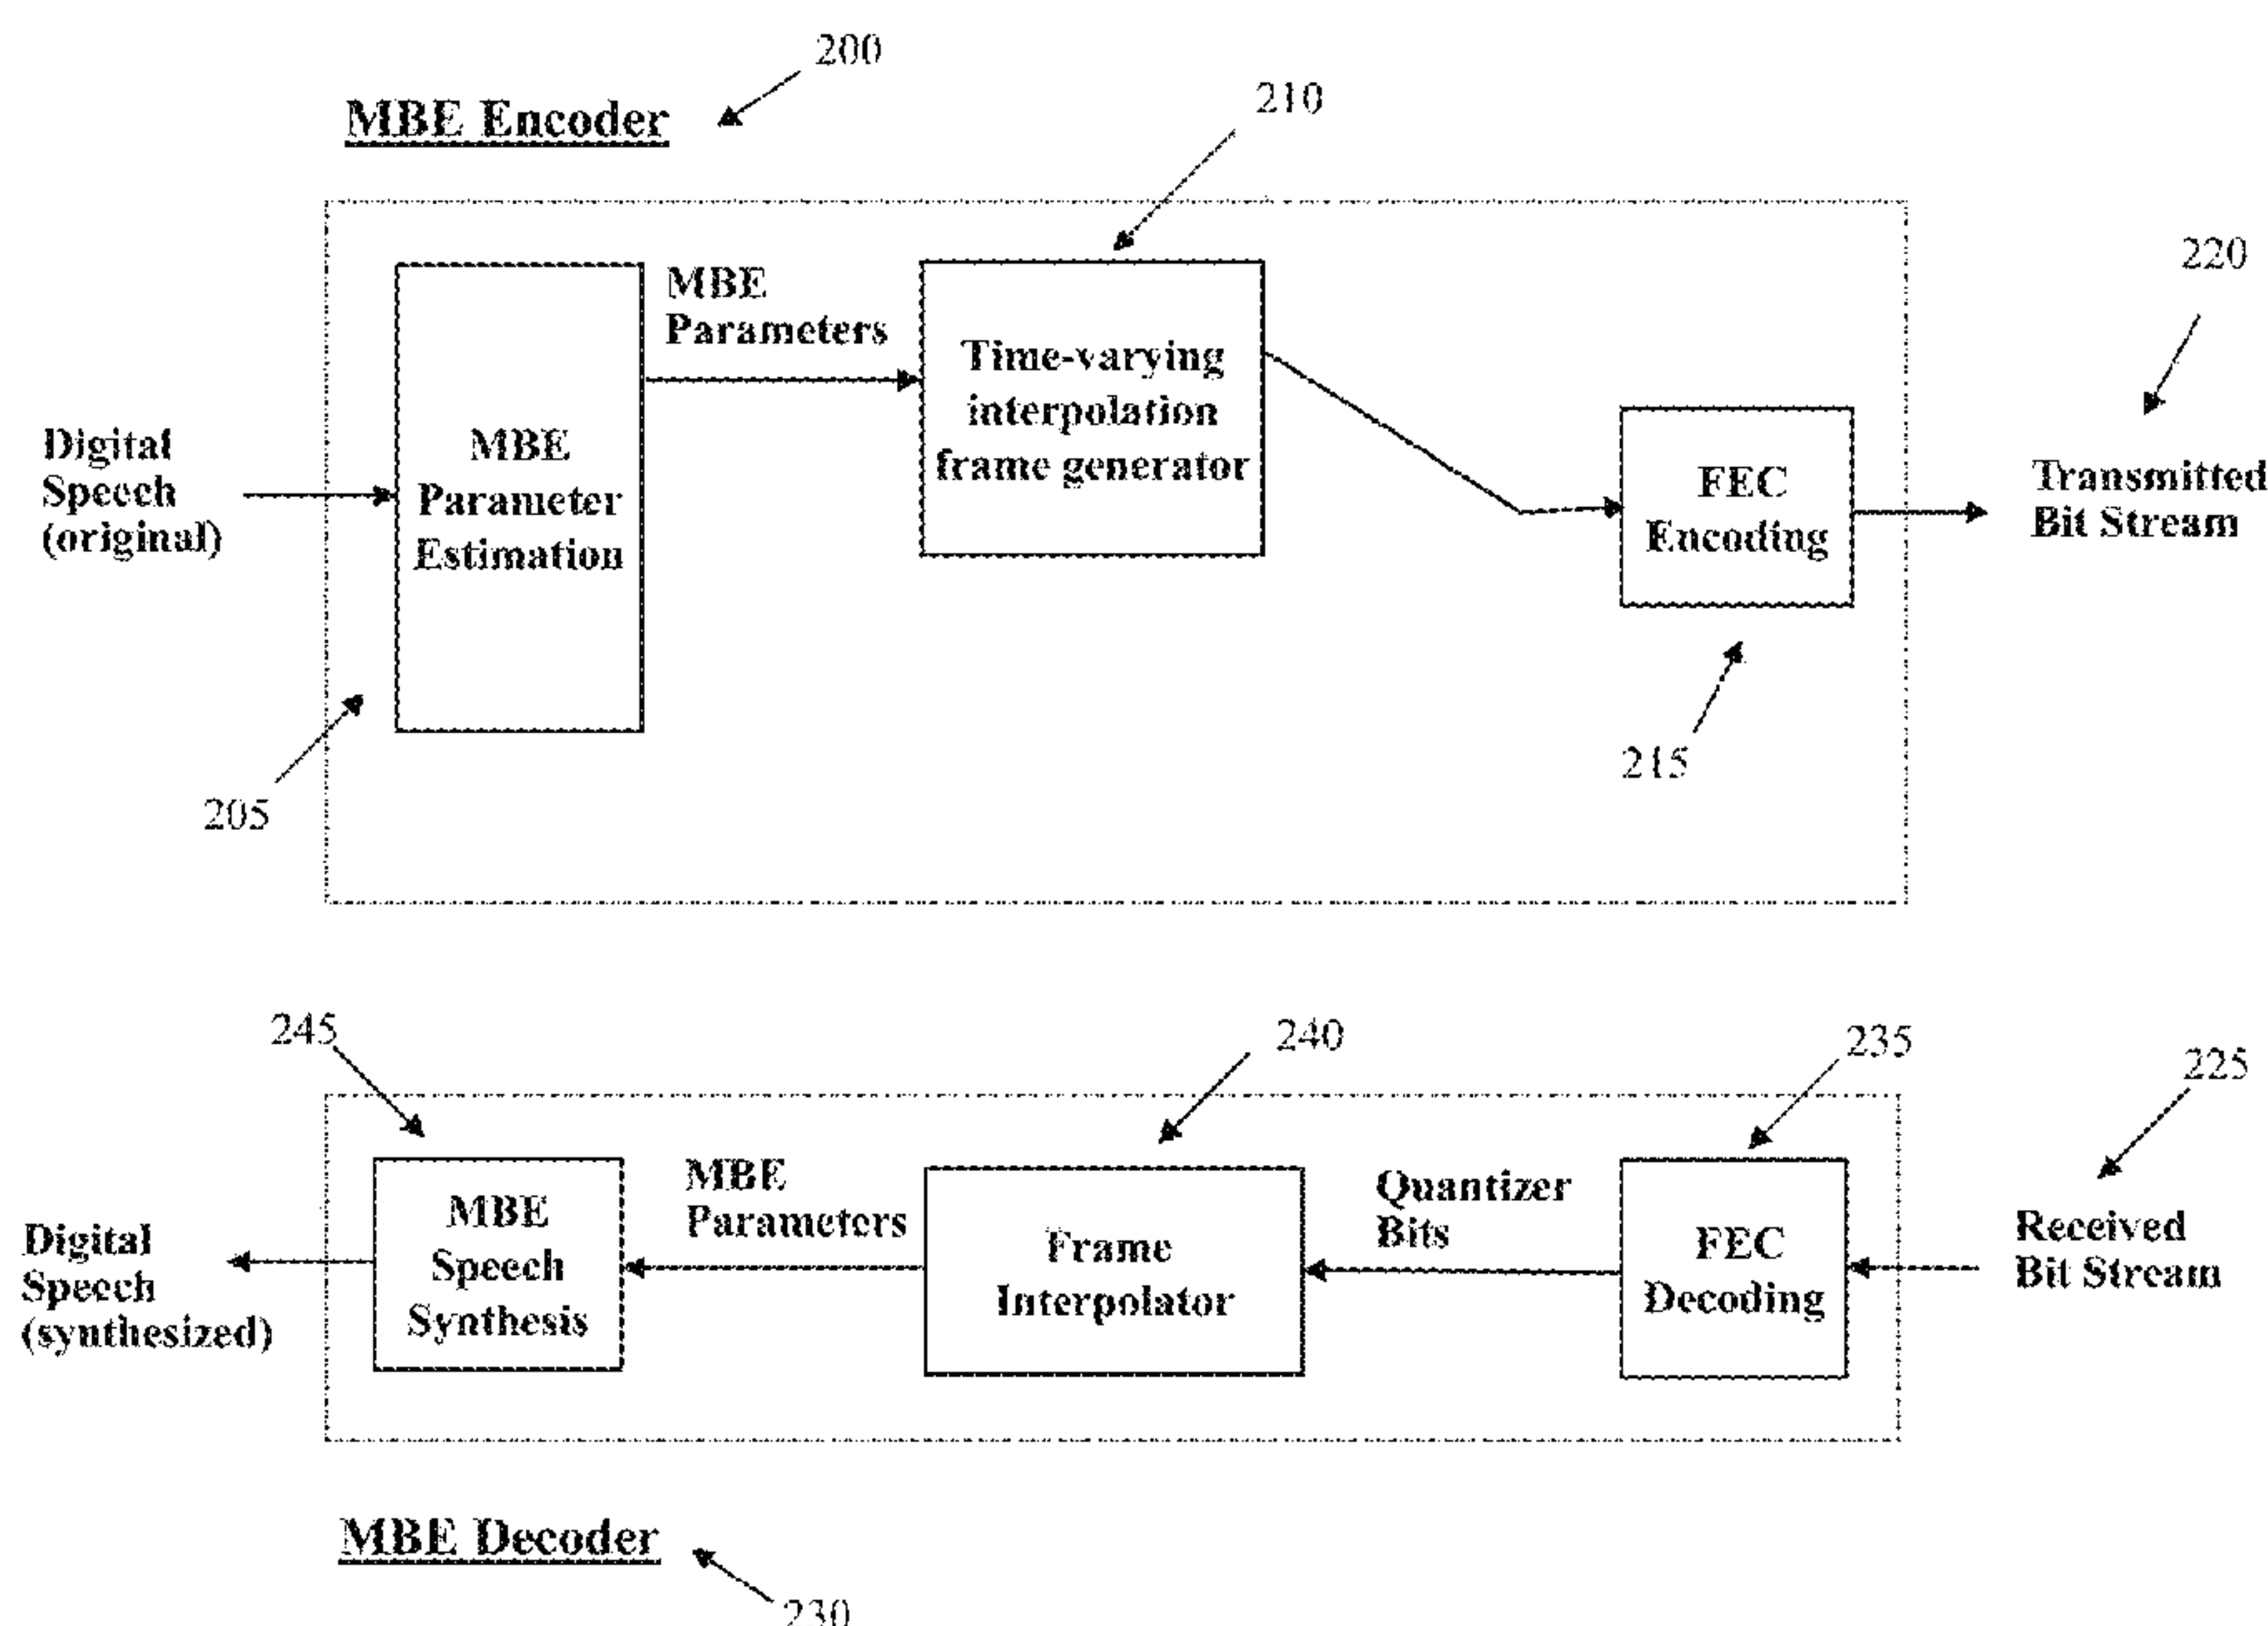 200
MBE Encoder
210
220
MBE
Parameters
Time-varying
interpolation
frame generator
Digital
Speech
(original)
MBE
Parameter
Estimation
FEC
Encoding
Transmitted
Bit Stream
215
205
245
240
235
225
MBE
Parameters
Quantizer
Bits
Digital
Speech
(synthesized)
MBE
Speech
Synthesis
Frame
Interpolator
FEC
Decoding
Received
Bit Stream
MBE Decoder
230